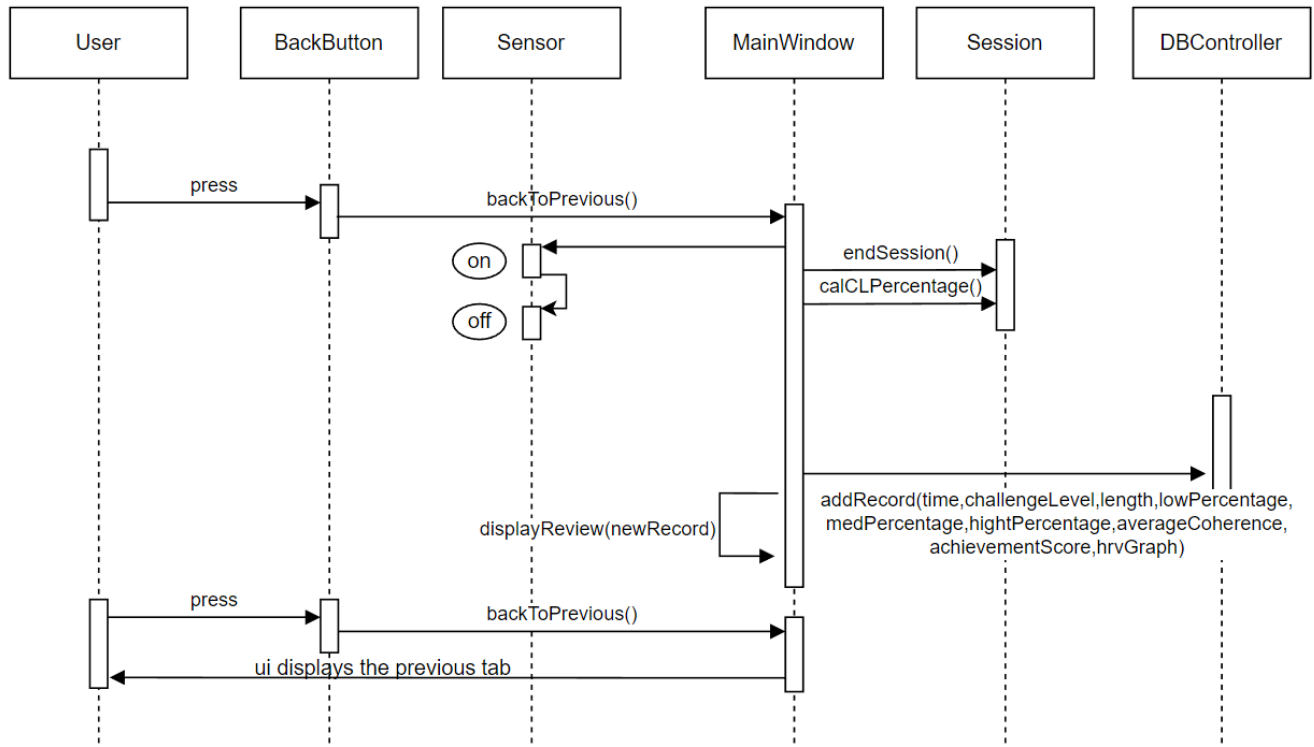 User
BackButton
Sensor
MainWindow
Session
DBController
press
backToPrevious()
on
endSession()
calCLPercentage()
off
addRecord(time,challengeLevel,length,lowPercentage,
medPercentage,hightPercentage,averageCoherence,
achievementScore,hrvGraph)
displayReview(newRecord)
press
backToPrevious()
ui displays the previous tab